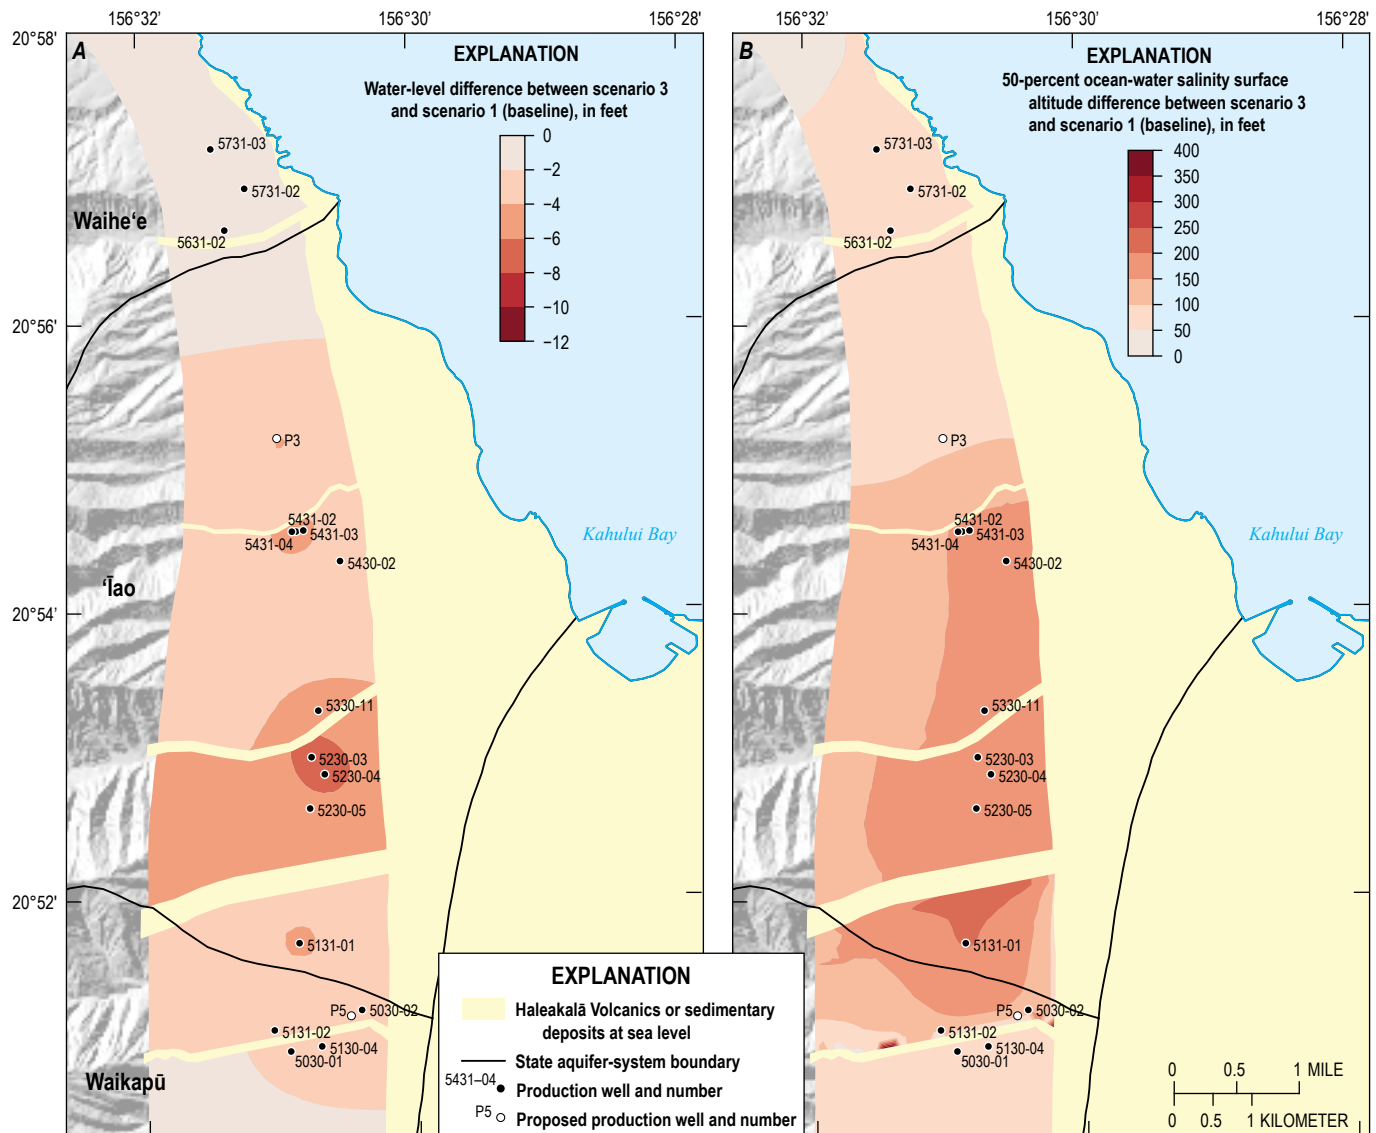 156°32'
156°30'
156°28'
156°32'
156°30'
156°28'
20°58'
20°56'
20°54'
20°52'
A
EXPLANATION
Water-level difference between scenario 3
and scenario 1 (baseline), in feet
0
−2
−4
−6
−8
−10
−12
5731-03
5731-02
Waiheʻe
5631-02
P3
5431-02
5431-03
5431-04
5430-02
Kahului Bay
ʻĪao
5330-11
5230-03
5230-04
5230-05
5131-01
P5
5030-02
5131-02
5130-04
5030-01
Waikapū
B
EXPLANATION
50-percent ocean-water salinity surface
altitude difference between scenario 3
and scenario 1 (baseline), in feet
400
350
300
250
200
150
100
50
0
5731-03
5731-02
5631-02
P3
5431-02
5431-03
5431-04
5430-02
Kahului Bay
5330-11
5230-03
5230-04
5230-05
5131-01
P5
5030-02
5131-02
5130-04
5030-01
EXPLANATION
Haleakalā Volcanics or sedimentary
deposits at sea level
State aquifer-system boundary
5431–04
Production well and number
P5
Proposed production well and number
0 0.5 1 MILE
0 0.5 1 KILOMETER